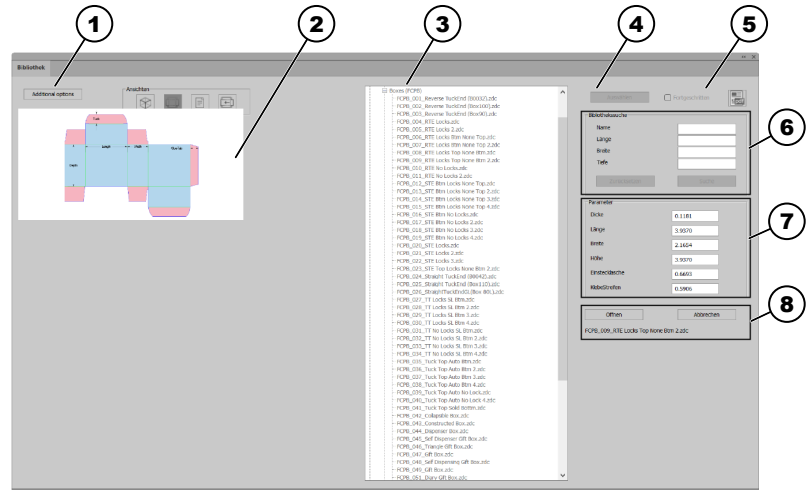 1
2
3
4
5
6
7
8
Bibliothek
Additional options
Ansichten
Boxes (FCPB)
FCPB_001_Reverse TuckEnd (B0032).zdc
FCPB_002_Reverse TuckEnd (Box100).zdc
FCPB_003_Reverse TuckEnd (Box90).zdc
FCPB_004_RTE Locks.zdc
FCPB_005_RTE Locks 2.zdc
FCPB_006_RTE Locks Btm None Top.zdc
FCPB_007_RTE Locks Btm None Top 2.zdc
FCPB_008_RTE Locks Top None Btm.zdc
FCPB_009_RTE Locks Top None Btm 2.zdc
FCPB_010_RTE No Locks.zdc
FCPB_011_RTE No Locks 2.zdc
FCPB_012_STE Btm Locks None Top.zdc
FCPB_013_STE Btm Locks None Top 2.zdc
FCPB_014_STE Btm Locks None Top 3.zdc
FCPB_015_STE Btm Locks None Top 4.zdc
FCPB_016_STE Btm No Locks.zdc
FCPB_017_STE Btm No Locks 2.zdc
FCPB_018_STE Btm No Locks 3.zdc
FCPB_019_STE Btm No Locks 4.zdc
FCPB_020_STE Locks.zdc
FCPB_021_STE Locks 2.zdc
FCPB_022_STE Locks 3.zdc
FCPB_023_STE Top Locks None Btm 2.zdc
FCPB_024_Straight TuckEnd (B0042).zdc
FCPB_025_Straight TuckEnd (Box110).zdc
FCPB_026_StraightTuckEnd01(Box 80).zdc
FCPB_027_TT Locks SL Btm.zdc
FCPB_028_TT Locks SL Btm 2.zdc
FCPB_029_TT Locks SL Btm 3.zdc
FCPB_030_TT Locks SL Btm 4.zdc
FCPB_031_TT No Locks SL Btm.zdc
FCPB_032_TT No Locks SL Btm 2.zdc
FCPB_033_TT No Locks SL Btm 3.zdc
FCPB_034_TT No Locks SL Btm 4.zdc
FCPB_035_Tuck Top Auto Btm.zdc
FCPB_036_Tuck Top Auto Btm 2.zdc
FCPB_037_Tuck Top Auto Btm 3.zdc
FCPB_038_Tuck Top Auto Btm 4.zdc
FCPB_039_Tuck Top Auto No Lock.zdc
FCPB_040_Tuck Top Auto No Lock 4.zdc
FCPB_041_Tuck Top Solid Bottm.zdc
FCPB_042_Collapsible Box.zdc
FCPB_043_Constructed Box.zdc
FCPB_044_Dispenser Box.zdc
FCPB_045_Self Dispenser Gift Box.zdc
FCPB_046_Triangle Gift Box.zdc
FCPB_047_Gift Box.zdc
FCPB_048_Self Dispensing Gift Box.zdc
FCPB_049_Gift Box.zdc
FCPB_051_Diary Gift Box.zdc
Fortgeschritten
Bibliothekssuche
Name
Länge
Breite
Tiefe
Suche
Parameter
Dicke 0.1181
Länge 3.9370
Breite 2.1654
Höhe 3.9370
Einstecklasche 0.6693
Klebestreifen 0.5906
Öffnen Abbrechen
FCPB_009_RTE Locks Top None Btm 2.zdc